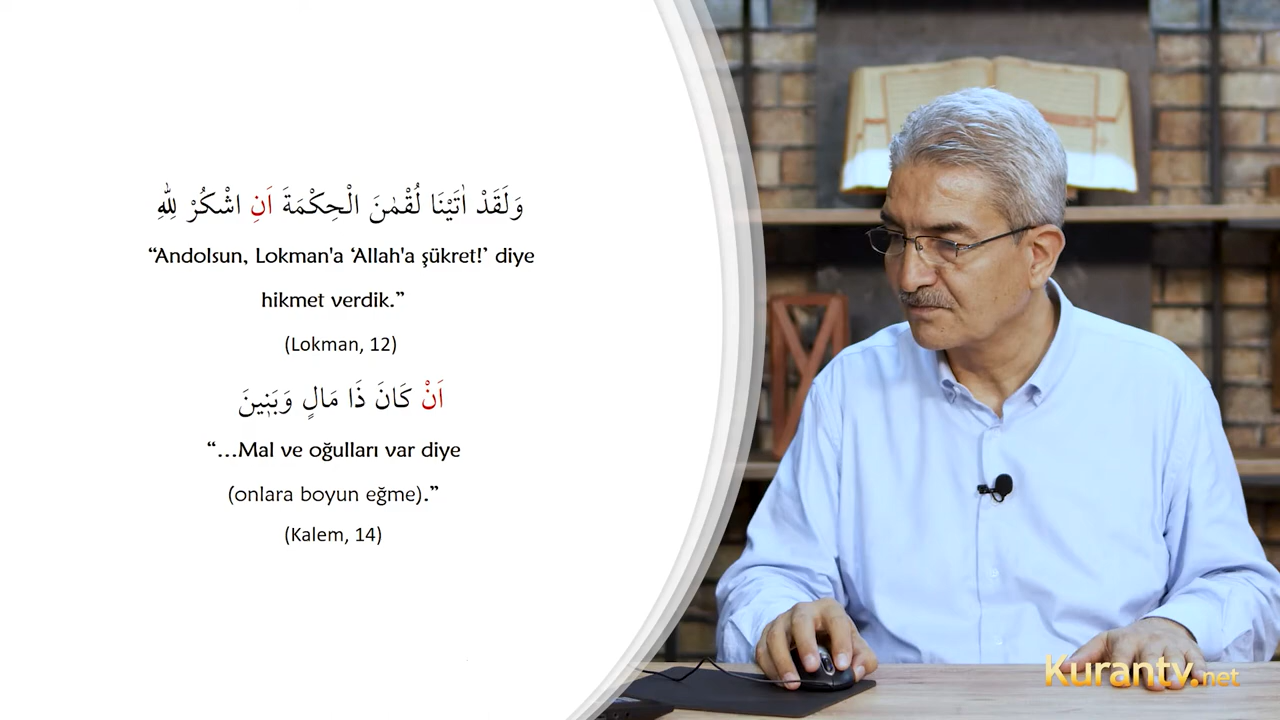 وَلَقَدْ اٰتَيْنَا لُقْمٰنَ الْحِكْمَةَ اَنِ اشْكُرْ لِلّٰهِ
“Andolsun, Lokman'a ‘Allah'a şükret!’ diye
hikmet verdik.”
(Lokman, 12)
اَنْ كَانَ ذَا مَالٍ وَبَن۪ينَ
“...Mal ve oğulları var diye
(onlara boyun eğme).”
(Kalem, 14)
Kurantv.net